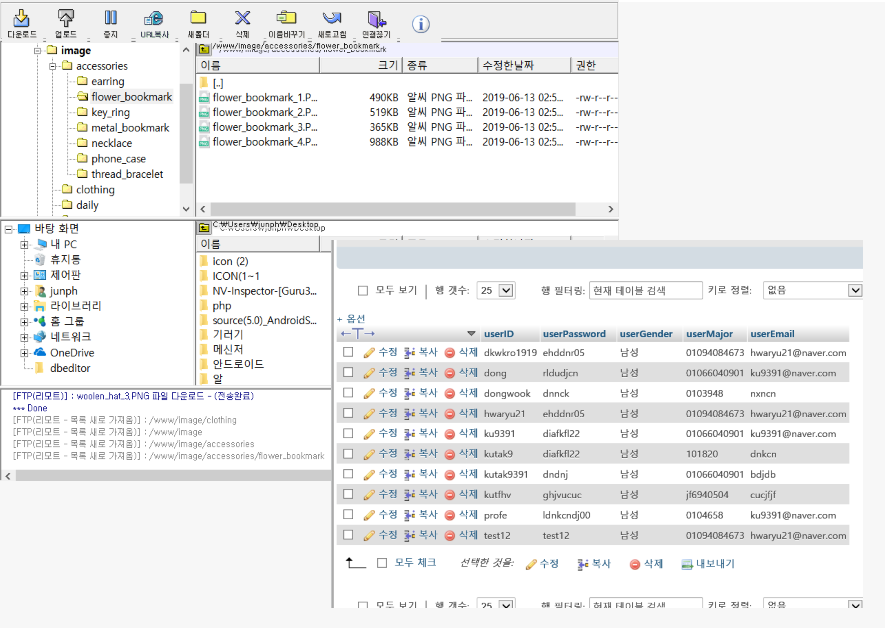 다운로드 업로드 중지 URL복사 새폴더 삭제 이름바꾸기 새로고침 연결끊기
image
accessories
earring
flower_bookmark
key_ring
metal_bookmark
necklace
phone_case
thread_bracelet
clothing
daily
/www/image/accessories/flower_bookmark
이름 크기 종류 수정한날짜 권한
[..]
flower_bookmark_1.P... 490KB 알씨 PNG 파... 2019-06-13 02:5... -rw-r--r--
flower_bookmark_2.P... 519KB 알씨 PNG 파... 2019-06-13 02:5... -rw-r--r--
flower_bookmark_3.P... 365KB 알씨 PNG 파... 2019-06-13 02:5... -rw-r--r--
flower_bookmark_4.P... 988KB 알씨 PNG 파... 2019-06-13 02:5... -rw-r--r--
바탕 화면
내 PC
휴지통
제어판
junph
라이브러리
홈 그룹
네트워크
OneDrive
dbeditor
C:₩Users₩junph₩Desktop
이름
icon (2)
ICON(1~1
NV-Inspector-[Guru3...
php
source(5.0)_AndroidS...
기러기
메신저
안드로이드
알
[FTP(리모트)] : woolen_hat_3.PNG 파일 다운로드 - (전송완료)
*** Done
[FTP(리모트 - 목록 새로 가져옴)] : /www/image/clothing
[FTP(리모트 - 목록 새로 가져옴)] : /www/image
[FTP(리모트 - 목록 새로 가져옴)] : /www/image/accessories
[FTP(리모트 - 목록 새로 가져옴)] : /www/image/accessories/flower_bookmark
모두 보기 | 행 갯수: 25 행 필터링: 현재 테이블 검색 키로 정렬: 없음
+ 옵션
←T→ userID userPassword userGender userMajor userEmail
수정 복사 삭제 dkwkro1919 ehddnr05 남성 01094084673 hwaryu21@naver.com
수정 복사 삭제 dong rldudjcn 남성 01066040901 ku9391@naver.com
수정 복사 삭제 dongwook dnnck 남성 0103948 nxncn
수정 복사 삭제 hwaryu21 ehddnr05 남성 01094084673 hwaryu21@naver.com
수정 복사 삭제 ku9391 diafkfl22 남성 01066040901 ku9391@naver.com
수정 복사 삭제 kutak9 diafkfl22 남성 101820 dnkcn
수정 복사 삭제 kutak9391 dndnj 남성 01066040901 bdjdb
수정 복사 삭제 kutfhv ghjvucuc 남성 jf6940504 cucjfjf
수정 복사 삭제 profe ldnkcndj00 남성 0104658 ku9391@naver.com
수정 복사 삭제 test12 test12 남성 01094084673 hwaryu21@naver.com
모두 체크 선택한 것을: 수정 복사 삭제 내보내기
모두 보기 | 행 갯수: 25 행 필터링: 현재 테이블 검색 키로 정렬: 없음